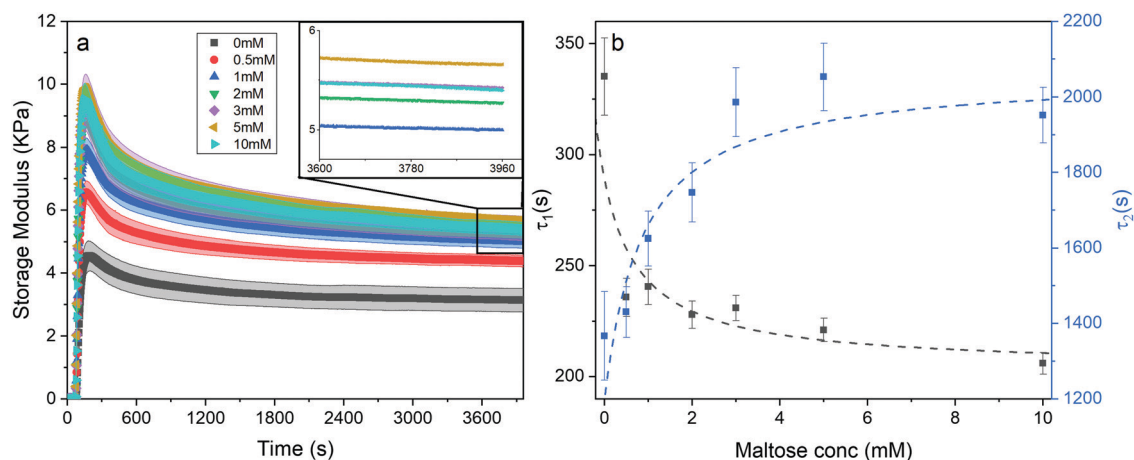 a
0mM
0.5mM
1mM
2mM
3mM
5mM
10mM
Storage Modulus (KPa)
12
10
8
6
4
2
0
0 600 1200 1800 2400 3000 3600
Time (s)
6
5
3600 3780 3960
b
τ1(s)
350
300
250
200
0 2 4 6 8 10
Maltose conc (mM)
2200
2000
1800
1600
1400
1200
τ2(s)